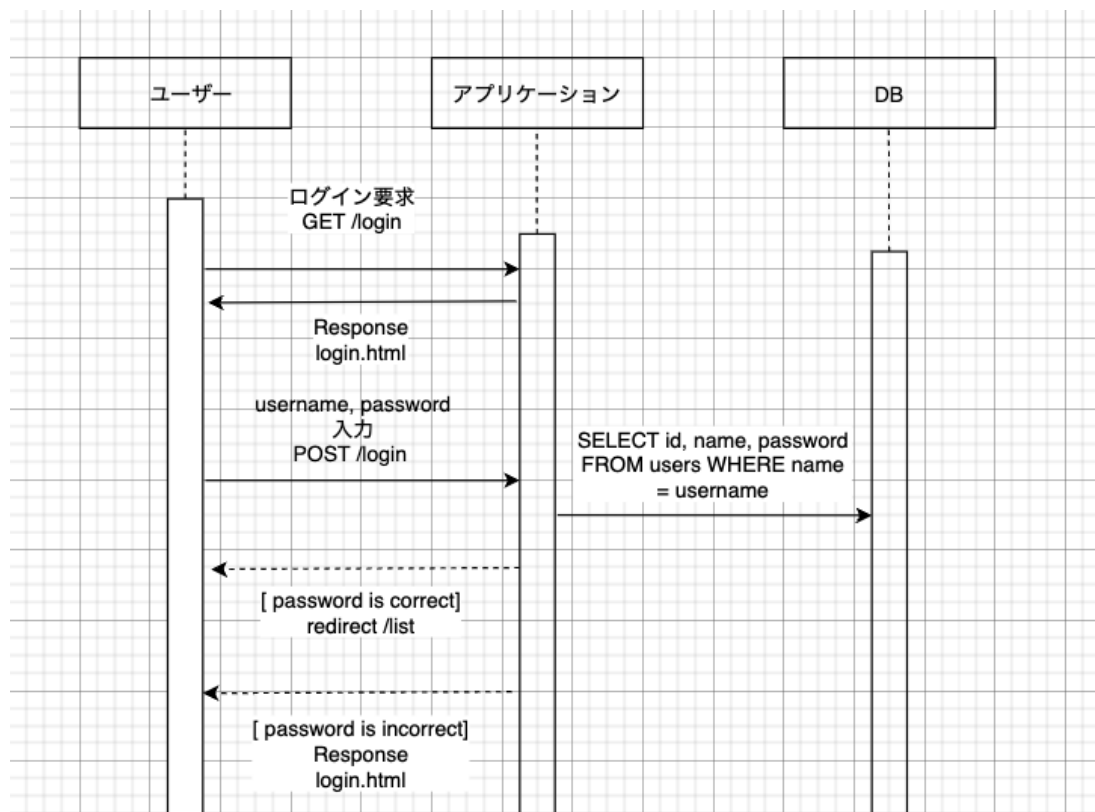 ユーザー
アプリケーション
DB
ログイン要求
GET /login
Response
login.html
username, password
入力
POST /login
SELECT id, name, password
FROM users WHERE name
= username
[ password is correct]
redirect /list
[ password is incorrect]
Response
login.html